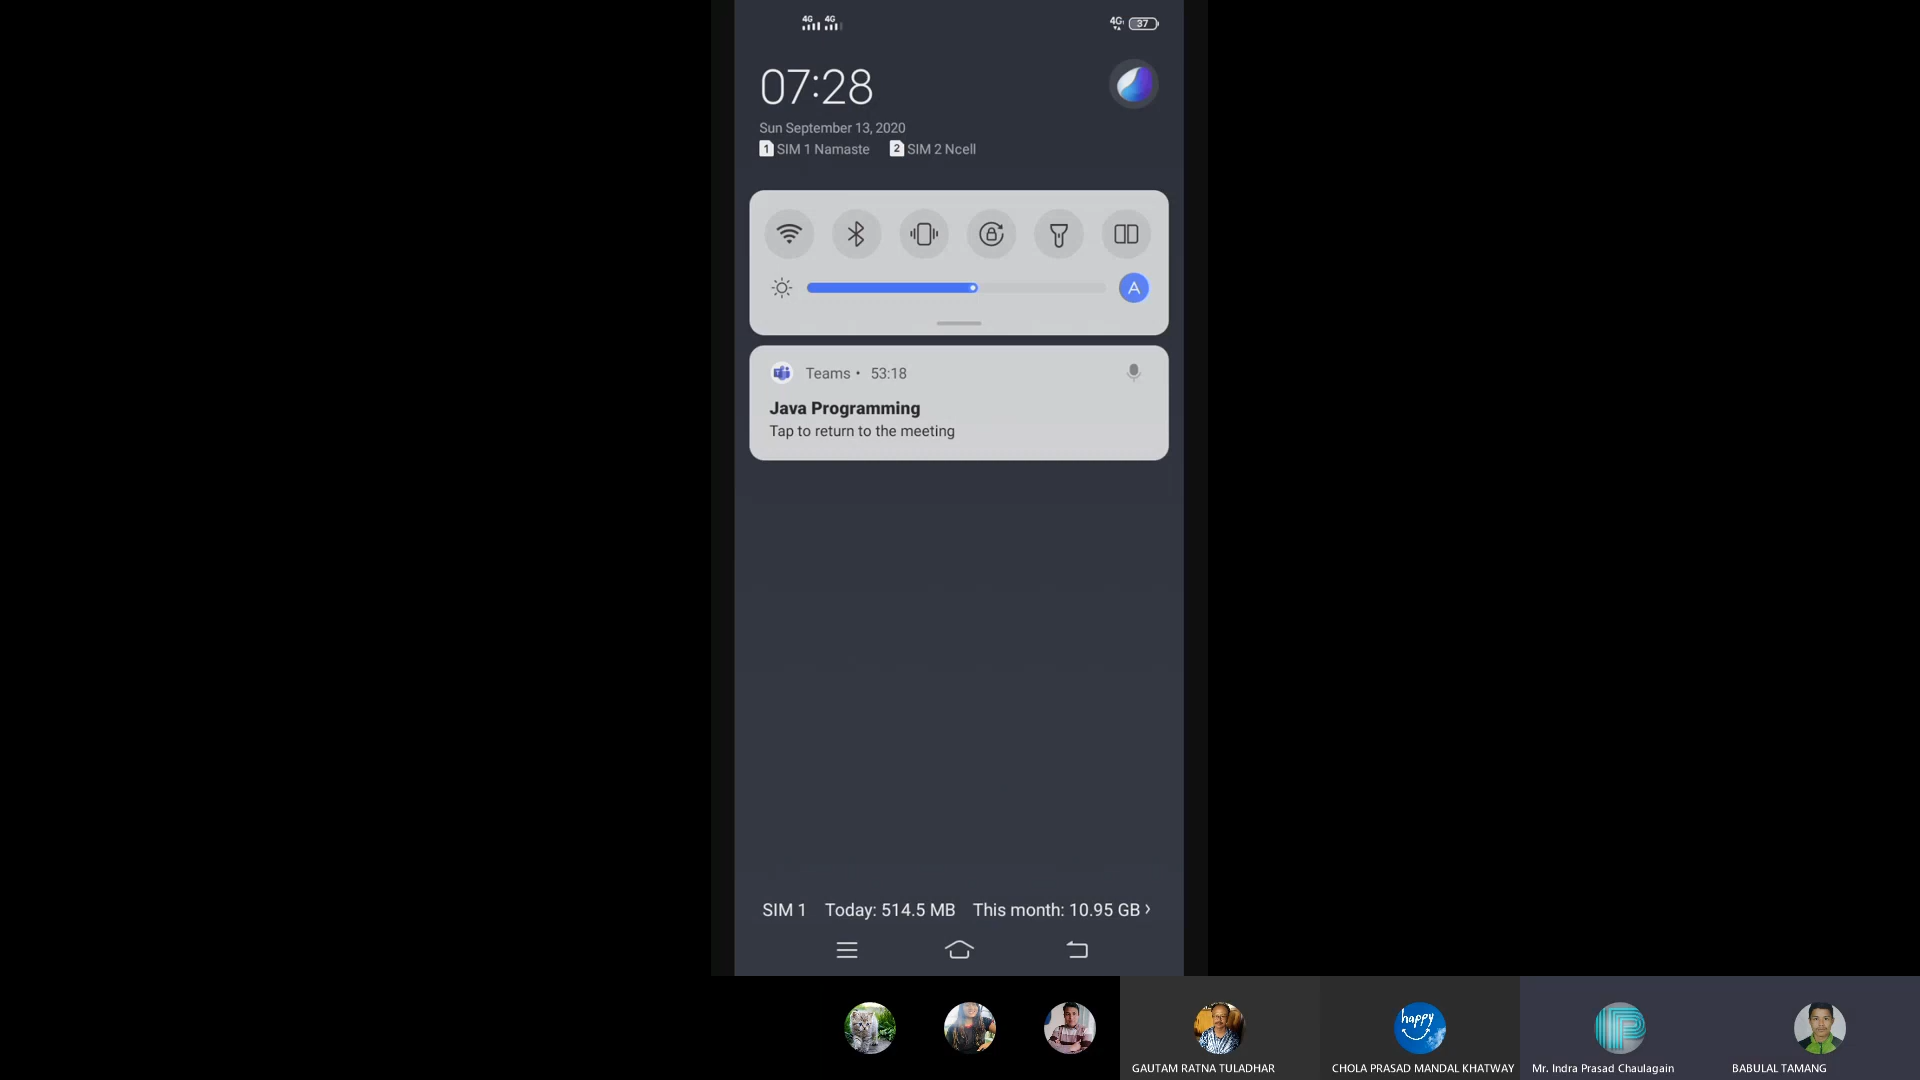 4G 4G 4G 37
07:28
Sun September 13, 2020
1 SIM 1 Namaste 2 SIM 2 Ncell
A
Teams • 53:18
Java Programming
Tap to return to the meeting
SIM 1 Today: 514.5 MB This month: 10.95 GB ›
happy
GAUTAM RATNA TULADHAR
CHOLA PRASAD MANDAL KHATWAY
Mr. Indra Prasad Chaulagain
BABULAL TAMANG